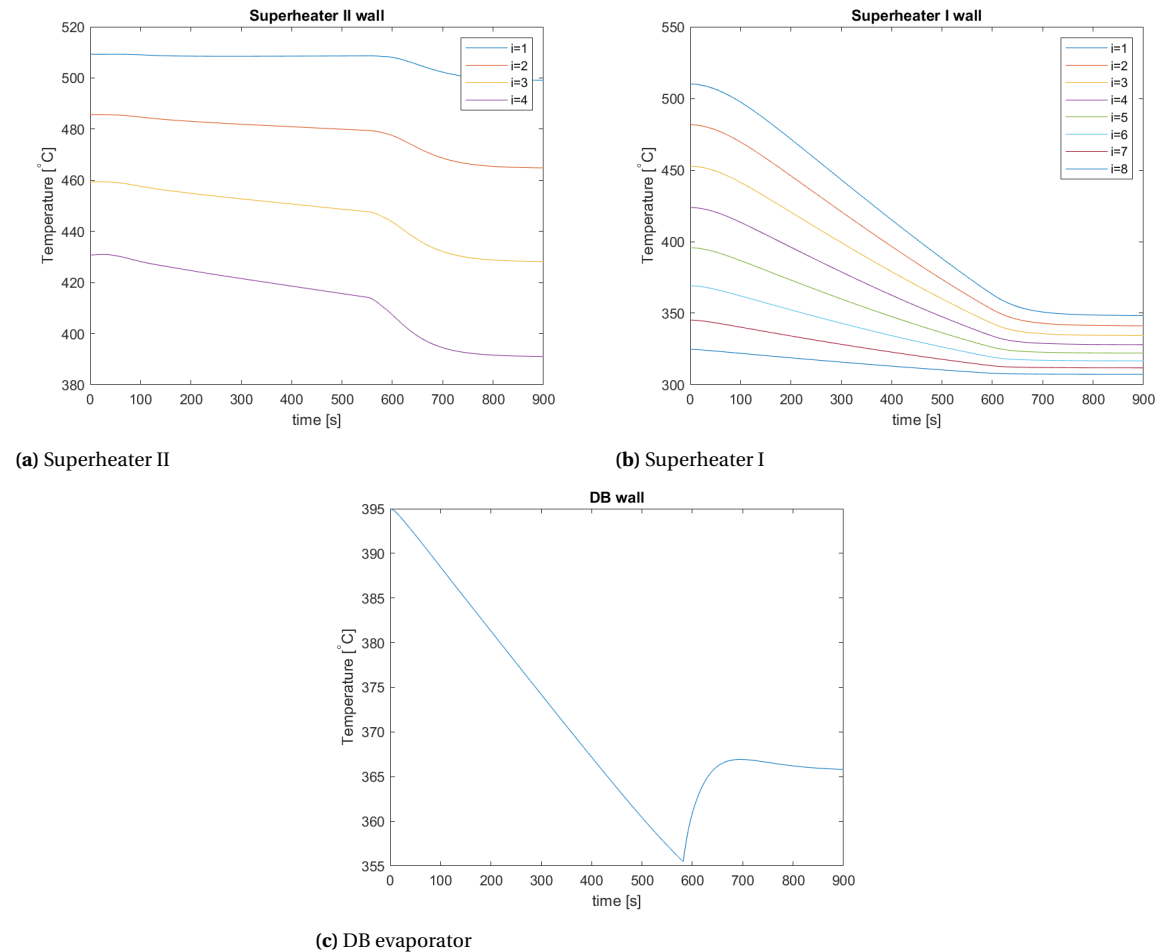 Superheater II wall
520
500
480
460
440
420
400
380
Temperature [°C]
0 100 200 300 400 500 600 700 800 900
time [s]
i=1
i=2
i=3
i=4
(a) Superheater II
Superheater I wall
550
500
450
400
350
300
Temperature [°C]
0 100 200 300 400 500 600 700 800 900
time [s]
i=1
i=2
i=3
i=4
i=5
i=6
i=7
i=8
(b) Superheater I
DB wall
395
390
385
380
375
370
365
360
355
Temperature [°C]
0 100 200 300 400 500 600 700 800 900
time [s]
(c) DB evaporator